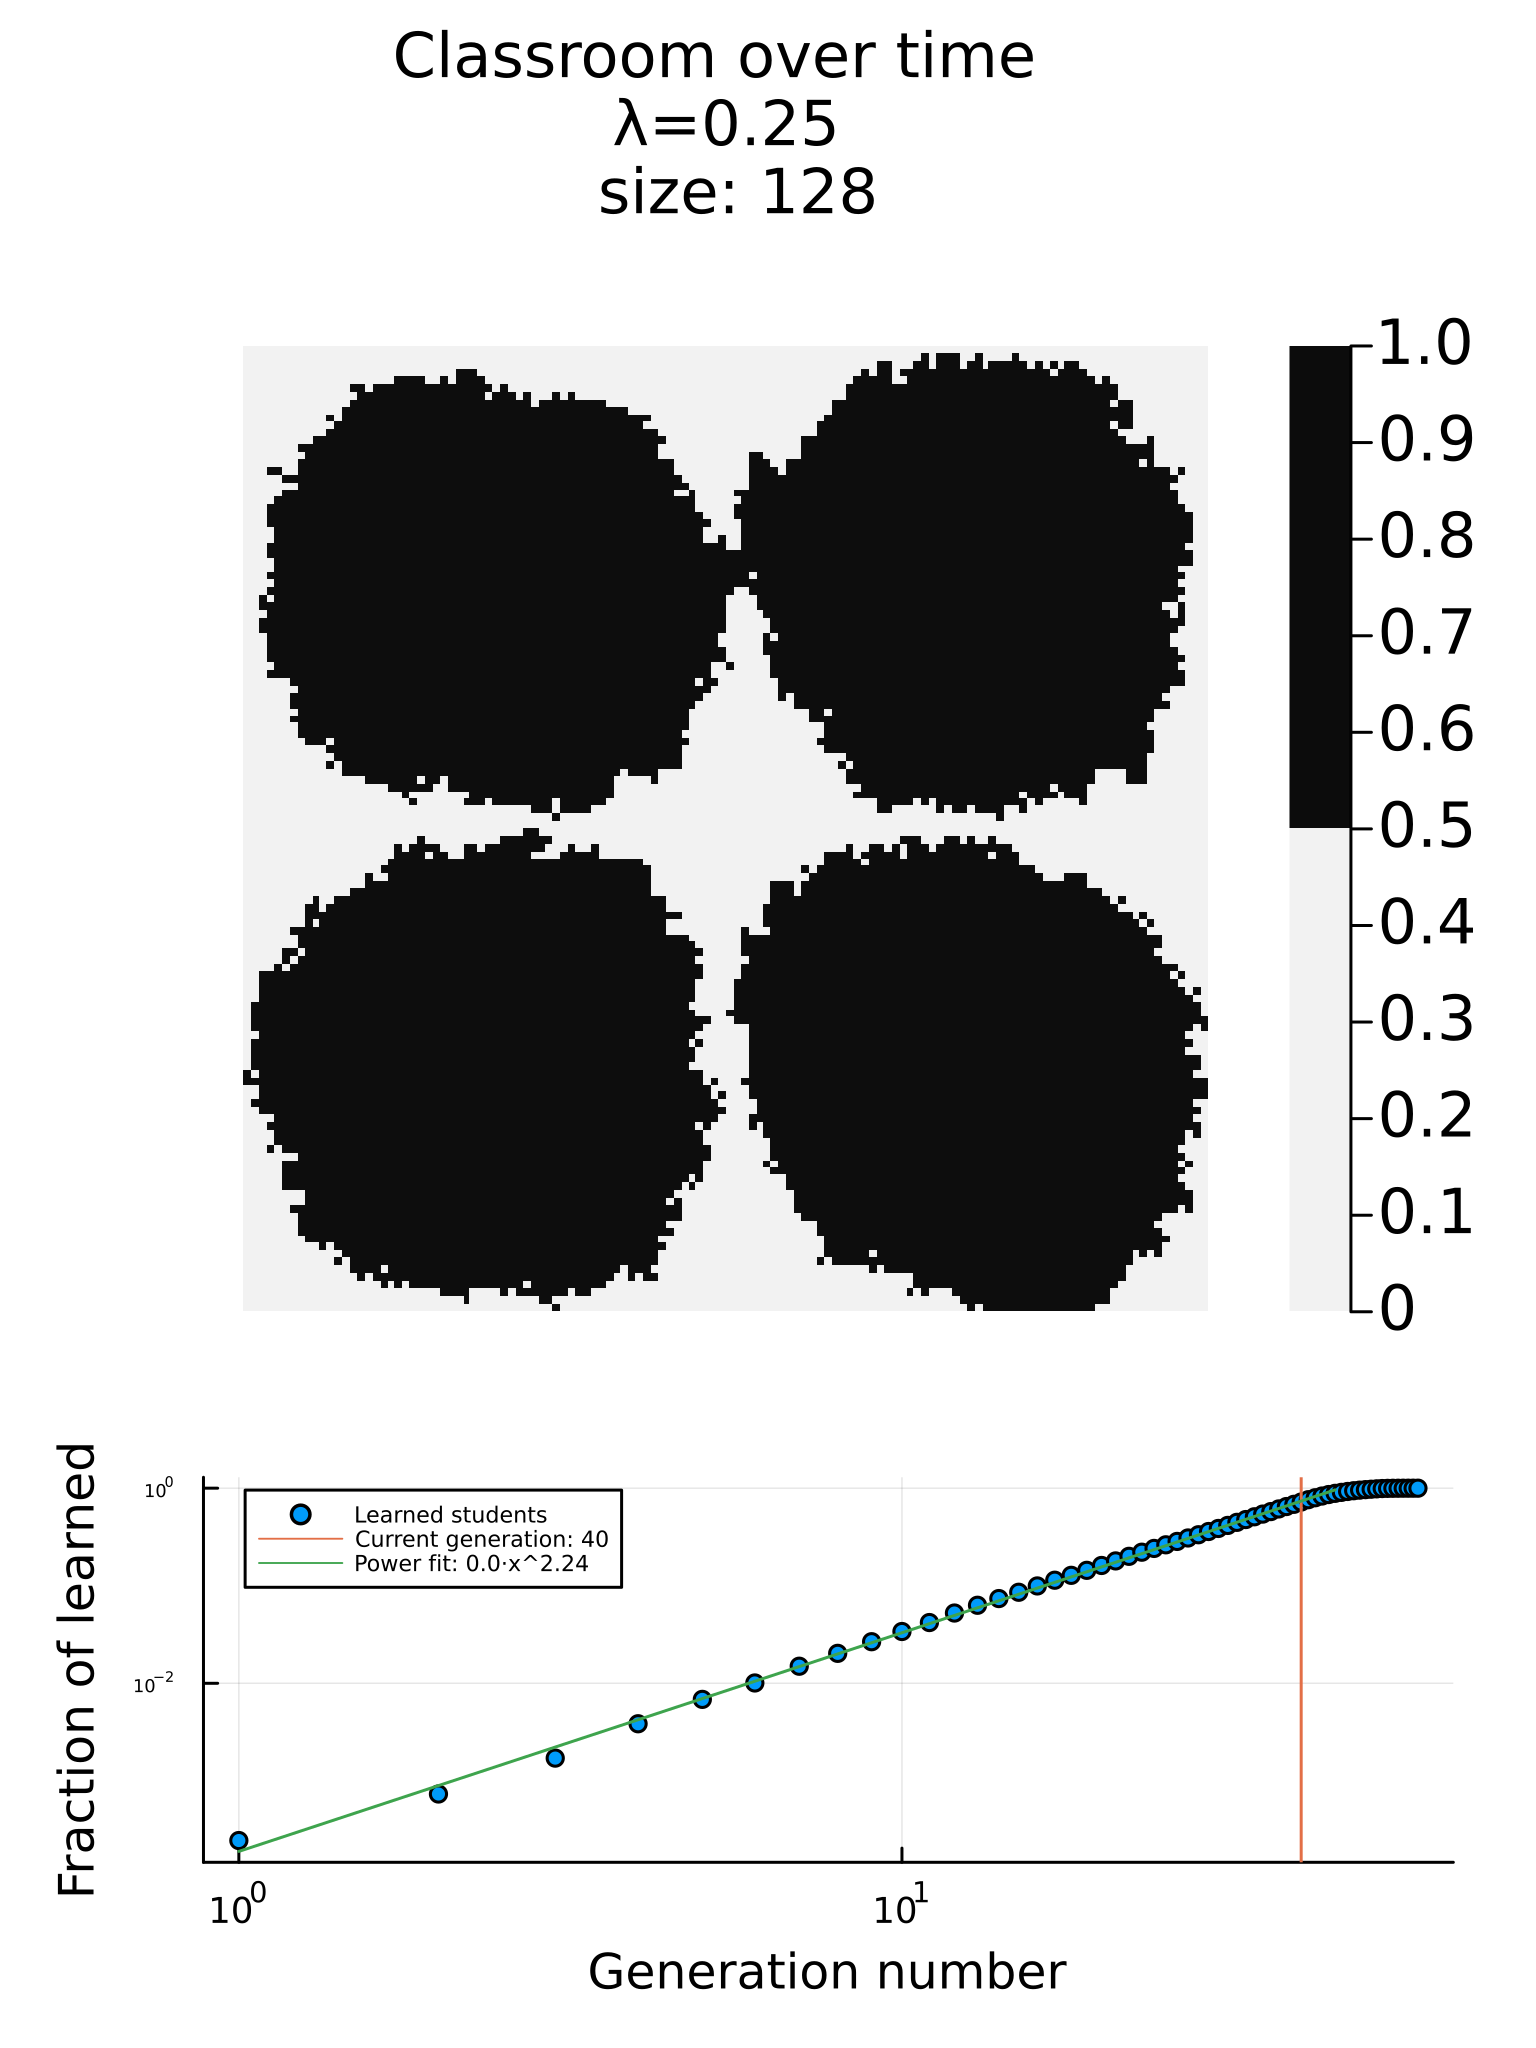 Classroom over time
λ=0.25
size: 128
1.0
0.9
0.8
0.7
0.6
0.5
0.4
0.3
0.2
0.1
0
Fraction of learned
10^0
10^−2
Learned students
Current generation: 40
Power fit: 0.0·x^2.24
10^0
10^1
Generation number